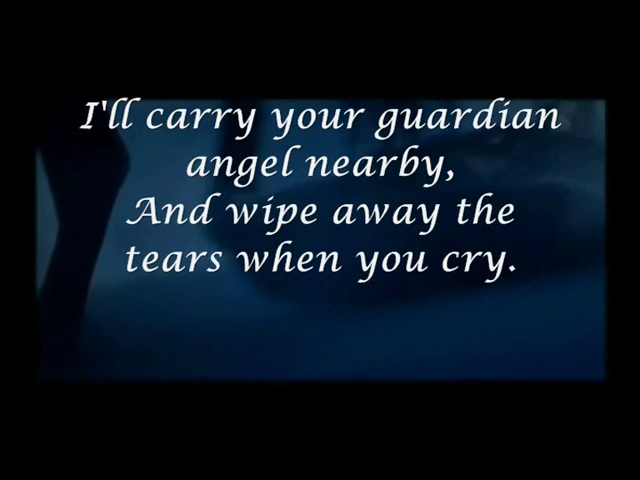 I'll carry your guardian
angel nearby,
And wipe away the
tears when you cry.